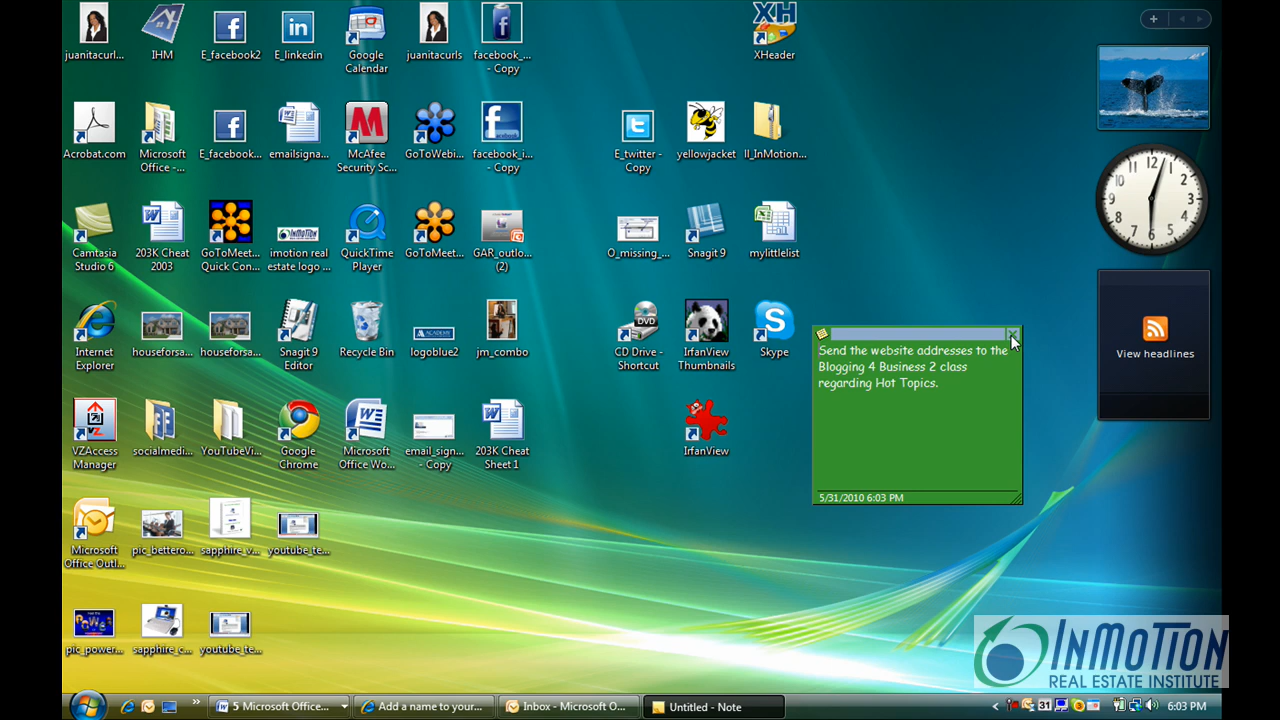 juanitacurl...
IHM
E_facebook2
E_linkedin
Google
Calendar
juanitacurls
facebook_...
- Copy
XHeader
Acrobat.com
Microsoft
Office -...
E_facebook...
emailsigna...
McAfee
Security Sc...
GoToWebi...
facebook_i...
- Copy
E_twitter -
Copy
yellowjacket
II_InMotion...
Camtasia
Studio 6
203K Cheat
2003
GoToMeet...
Quick Con...
imotion real
estate logo ...
QuickTime
Player
GoToMeet...
GAR_outlo...
(2)
O_missing_...
Snagit 9
mylittlelist
Internet
Explorer
houseforsa...
houseforsa...
Snagit 9
Editor
Recycle Bin
logoblue2
jm_combo
CD Drive -
Shortcut
IrfanView
Thumbnails
Skype
VZAccess
Manager
socialmedi...
YouTubeVi...
Google
Chrome
Microsoft
Office Wo...
email_sign...
- Copy
203K Cheat
Sheet 1
IrfanView
Microsoft
Office Outl...
pic_bettero...
sapphire_v...
youtube_te...
pic_power...
sapphire_c...
youtube_te...
Send the website addresses to the
Blogging 4 Business 2 class
regarding Hot Topics.
5/31/2010 6:03 PM
View headlines
InMotion
REAL ESTATE INSTITUTE
5 Microsoft Office...
Add a name to your...
Inbox - Microsoft O...
Untitled - Note
31
6:03 PM